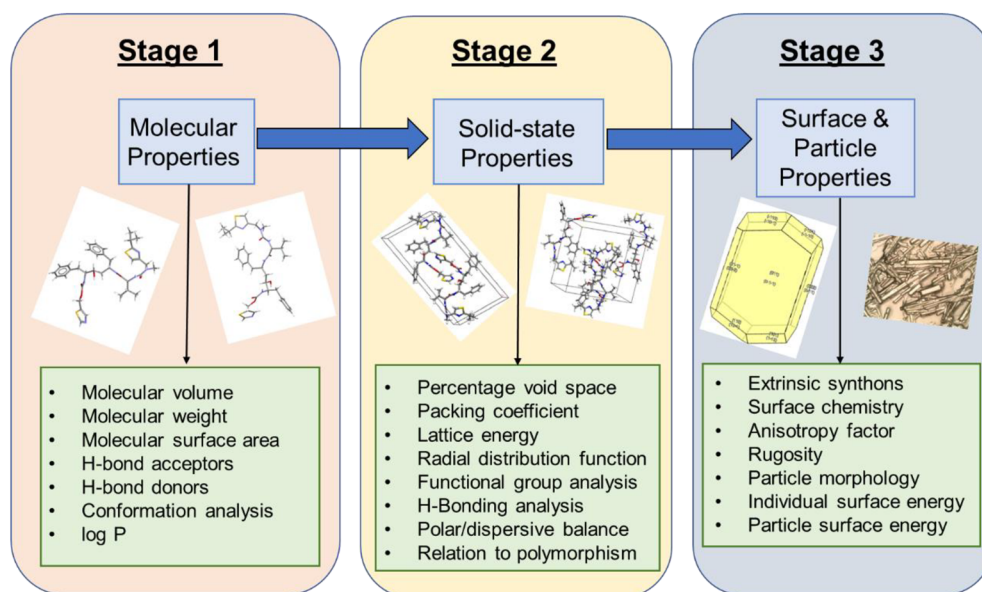 Stage 1
Molecular
Properties
Molecular volume
Molecular weight
Molecular surface area
H-bond acceptors
H-bond donors
Conformation analysis
log P
Stage 2
Solid-state
Properties
Percentage void space
Packing coefficient
Lattice energy
Radial distribution function
Functional group analysis
H-Bonding analysis
Polar/dispersive balance
Relation to polymorphism
Stage 3
Surface &
Particle
Properties
Extrinsic synthons
Surface chemistry
Anisotropy factor
Rugosity
Particle morphology
Individual surface energy
Particle surface energy